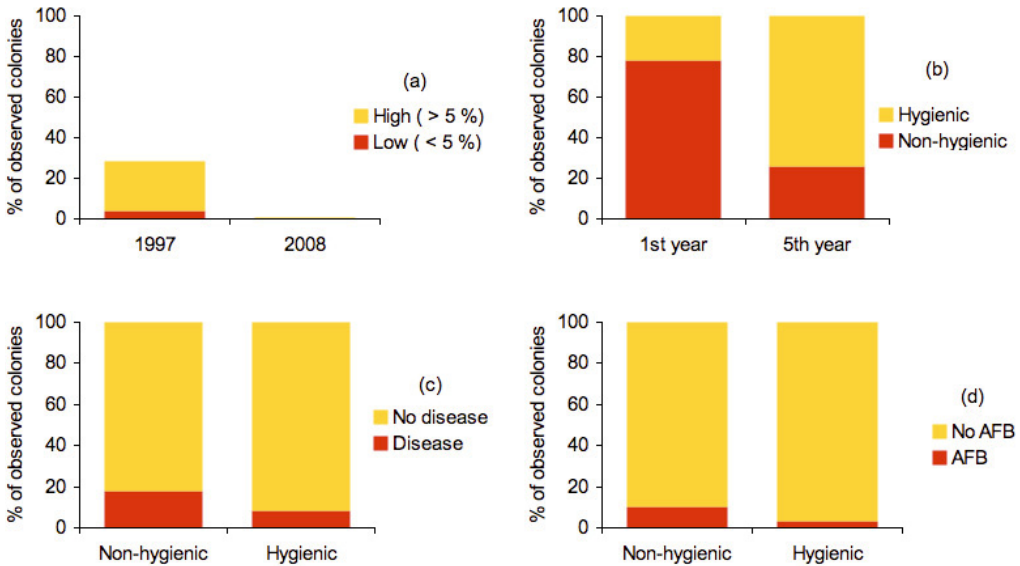 % of observed colonies
100
80
60
40
20
0
1997
2008
(a)
High ( > 5 %)
Low ( < 5 %)
% of observed colonies
100
80
60
40
20
0
1st year
5th year
(b)
Hygienic
Non-hygienic
% of observed colonies
100
80
60
40
20
0
Non-hygienic
Hygienic
(c)
No disease
Disease
% of observed colonies
100
80
60
40
20
0
Non-hygienic
Hygienic
(d)
No AFB
AFB